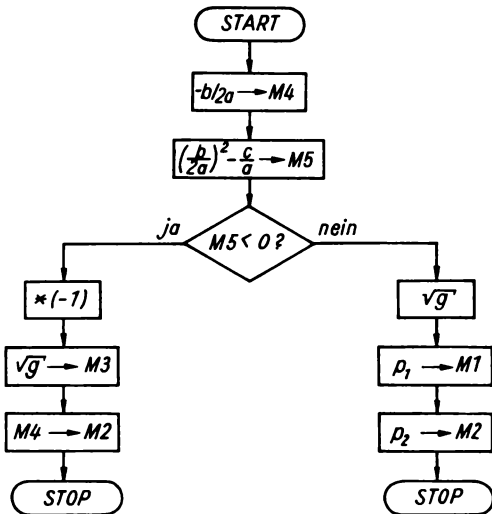 START
-b/2a → M4
(b/2a)² - c/a → M5
M5 < 0?
ja
nein
*(-1)
√g → M3
M4 → M2
STOP
√g
p₁ → M1
p₂ → M2
STOP